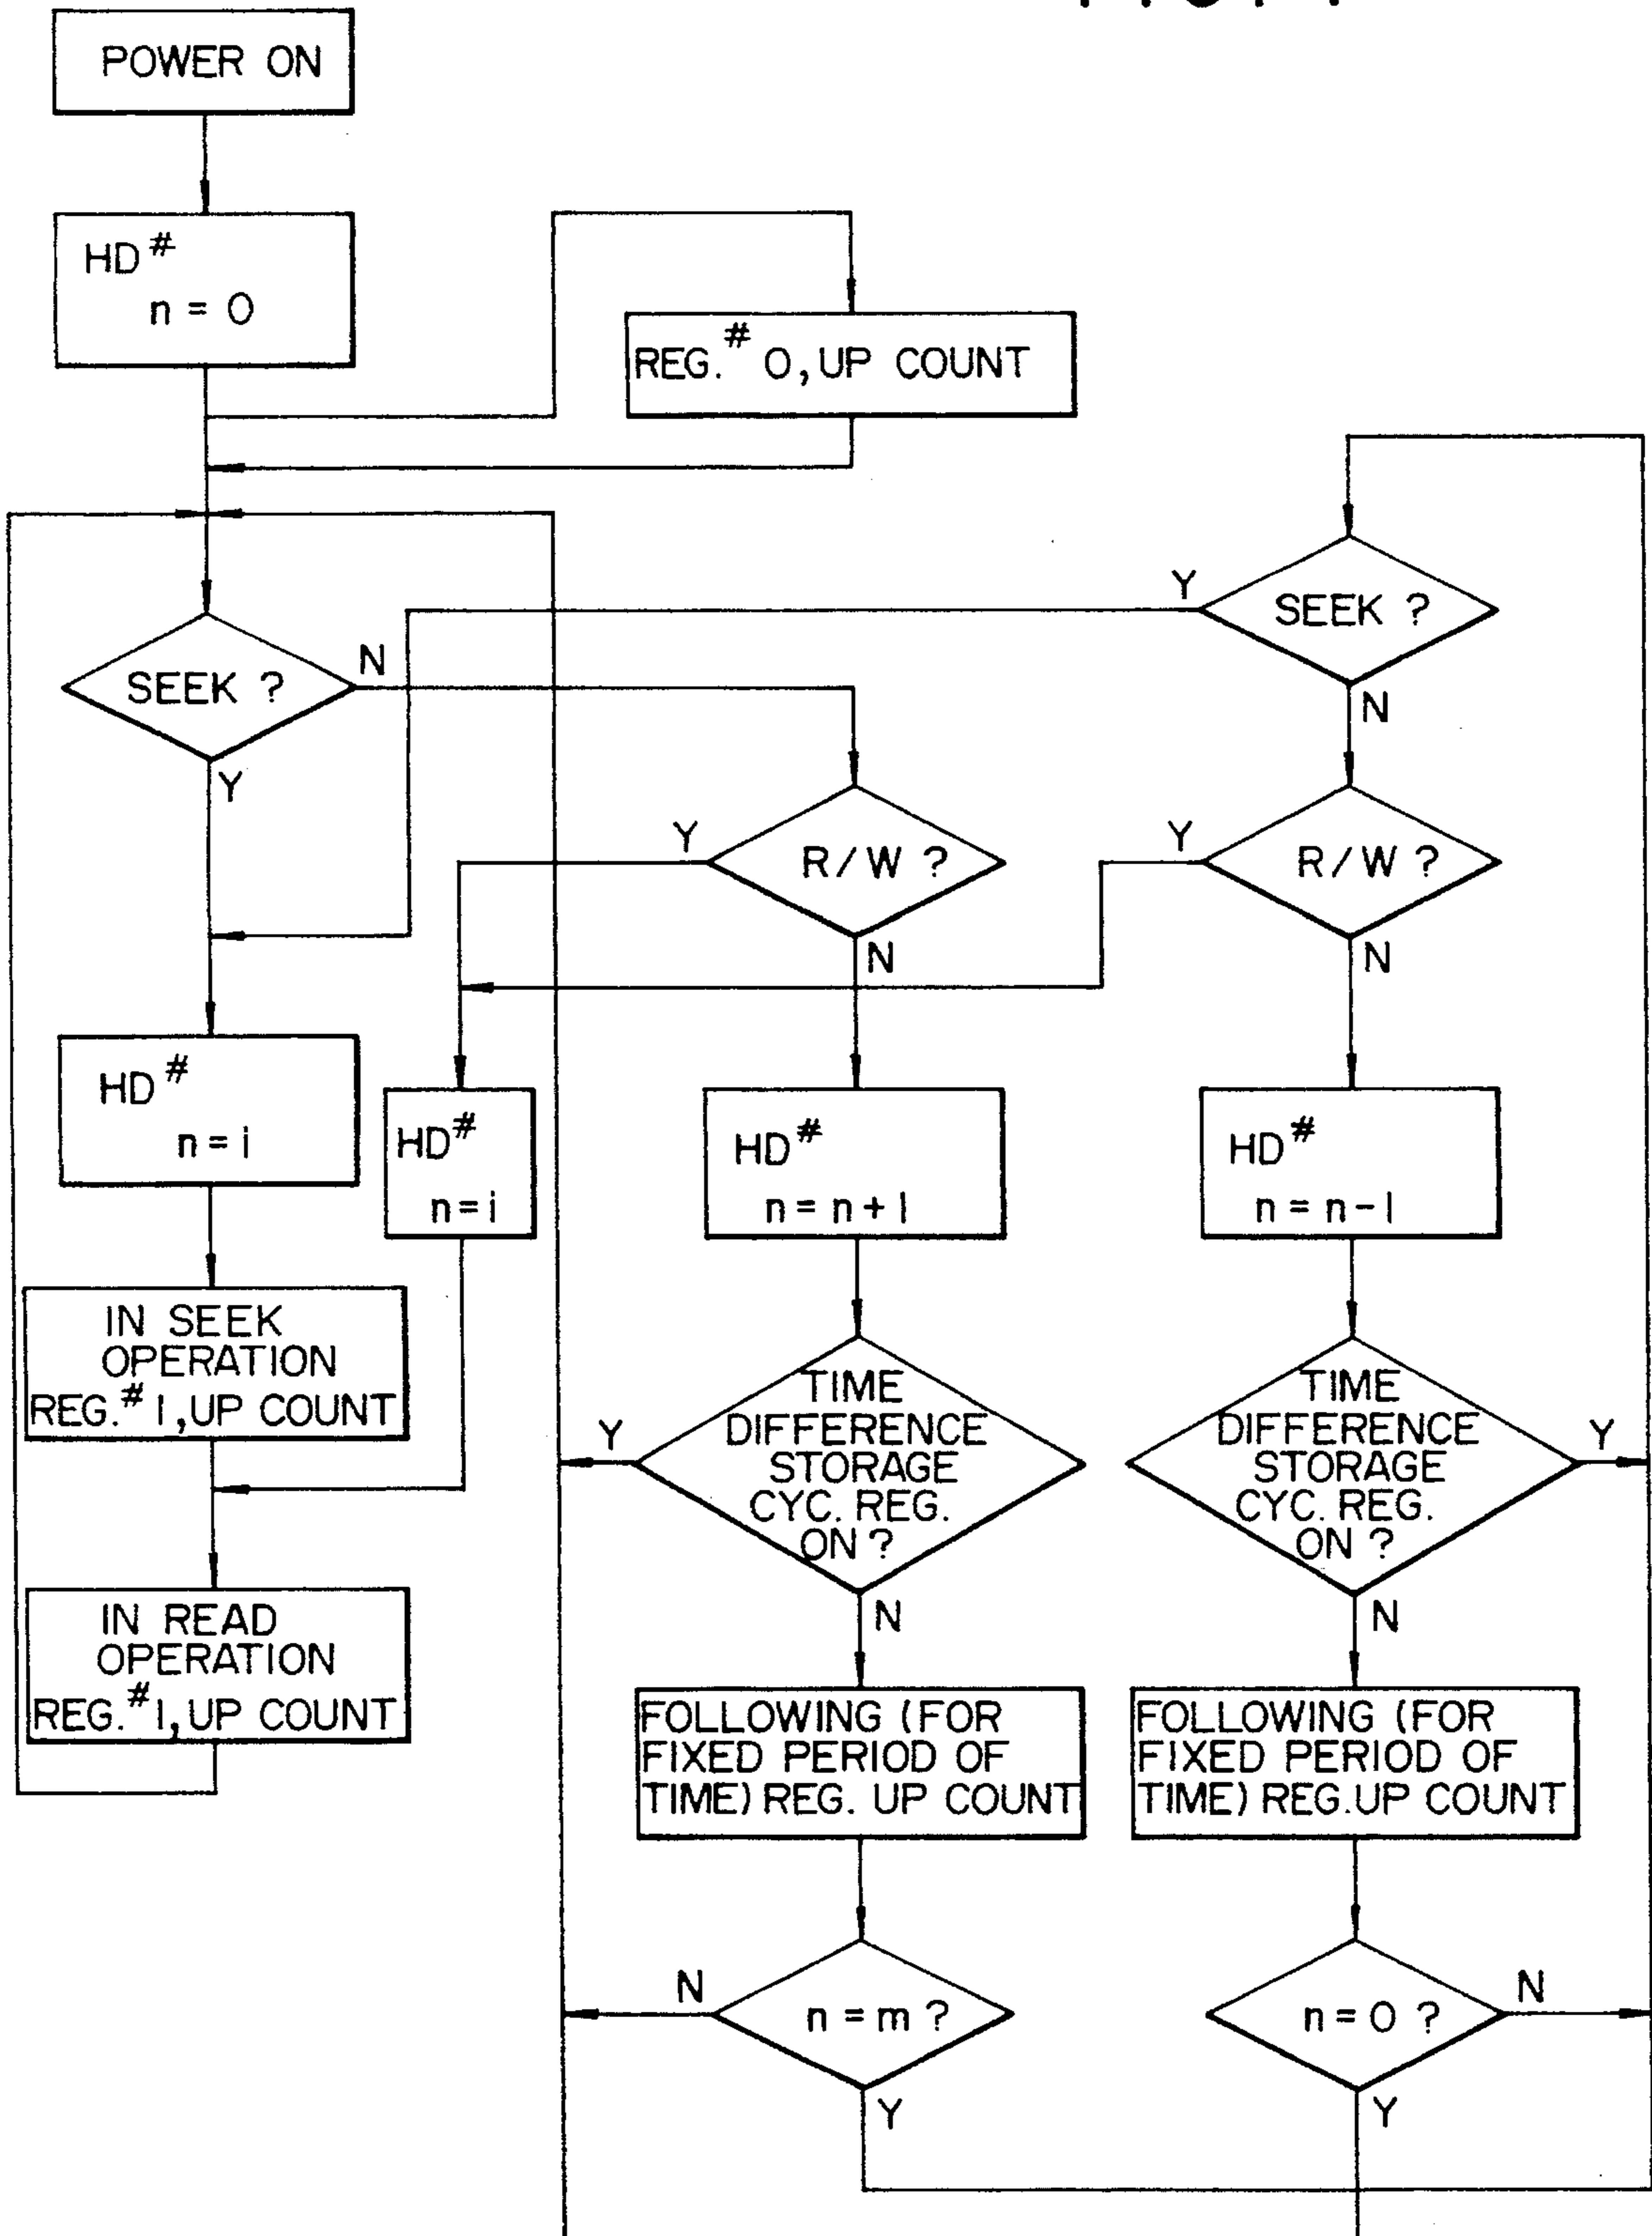 POWER ON
HD#
n = 0
REG.# 0, UP COUNT
SEEK ?
Y
N
SEEK ?
Y
N
R/W ?
Y
N
R/W ?
Y
N
HD#
n = i
HD#
n = i
HD#
n = n+1
HD#
n = n-1
IN SEEK
OPERATION
REG.# 1, UP COUNT
TIME
DIFFERENCE
STORAGE
CYC. REG.
ON ?
Y
N
TIME
DIFFERENCE
STORAGE
CYC. REG.
ON ?
Y
N
IN READ
OPERATION
REG.# 1, UP COUNT
FOLLOWING (FOR
FIXED PERIOD OF
TIME) REG. UP COUNT
FOLLOWING (FOR
FIXED PERIOD OF
TIME) REG. UP COUNT
n = m ?
N
Y
n = 0 ?
N
Y